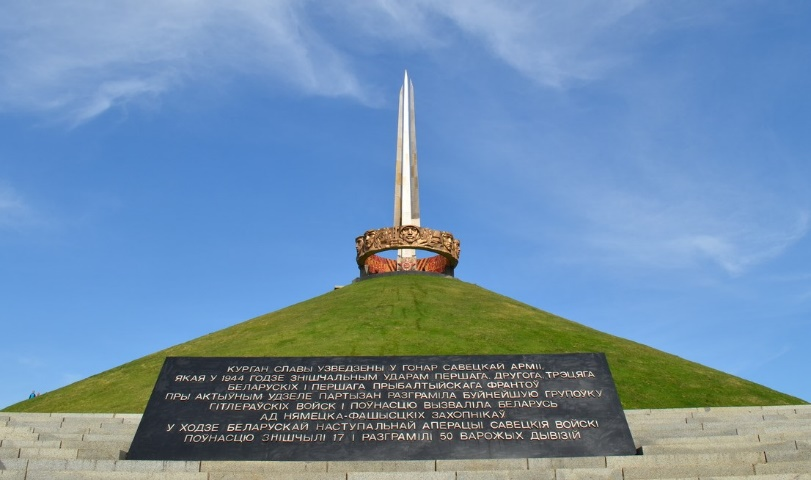 КУРГАН СЛАВЫ УЗВЕДЗЕНЫ Ў ГОНАР САВЕЦКАЙ АРМІІ,
ЯКАЯ Ў 1944 ГОДЗЕ ЗНІШЧАЛЬНЫМ УДАРАМ ПЕРШАГА, ДРУГОГА, ТРЭЦЯГА
БЕЛАРУСКІХ І ПЕРШАГА ПРЫБАЛТЫЙСКАГА ФРАНТОЎ
ПРЫ АКТЫЎНЫМ УДЗЕЛЕ ПАРТЫЗАН РАЗГРАМІЛА БУЙНЕЙШУЮ ГРУПОЎКУ
ГІТЛЕРАЎСКІХ ВОЙСК І ПОЎНАСЦЮ ВЫЗВАЛІЛА БЕЛАРУСЬ
АД НЯМЕЦКА-ФАШЫСЦКІХ ЗАХОПНІКАЎ
У ХОДЗЕ БЕЛАРУСКАЙ НАСТУПАЛЬНАЙ АПЕРАЦЫІ САВЕЦКІЯ ВОЙСКІ
ПОЎНАСЦЮ ЗНІШЧЫЛІ 17 І РАЗГРАМІЛІ 50 ВАРОЖЫХ ДЫВІЗІЙ